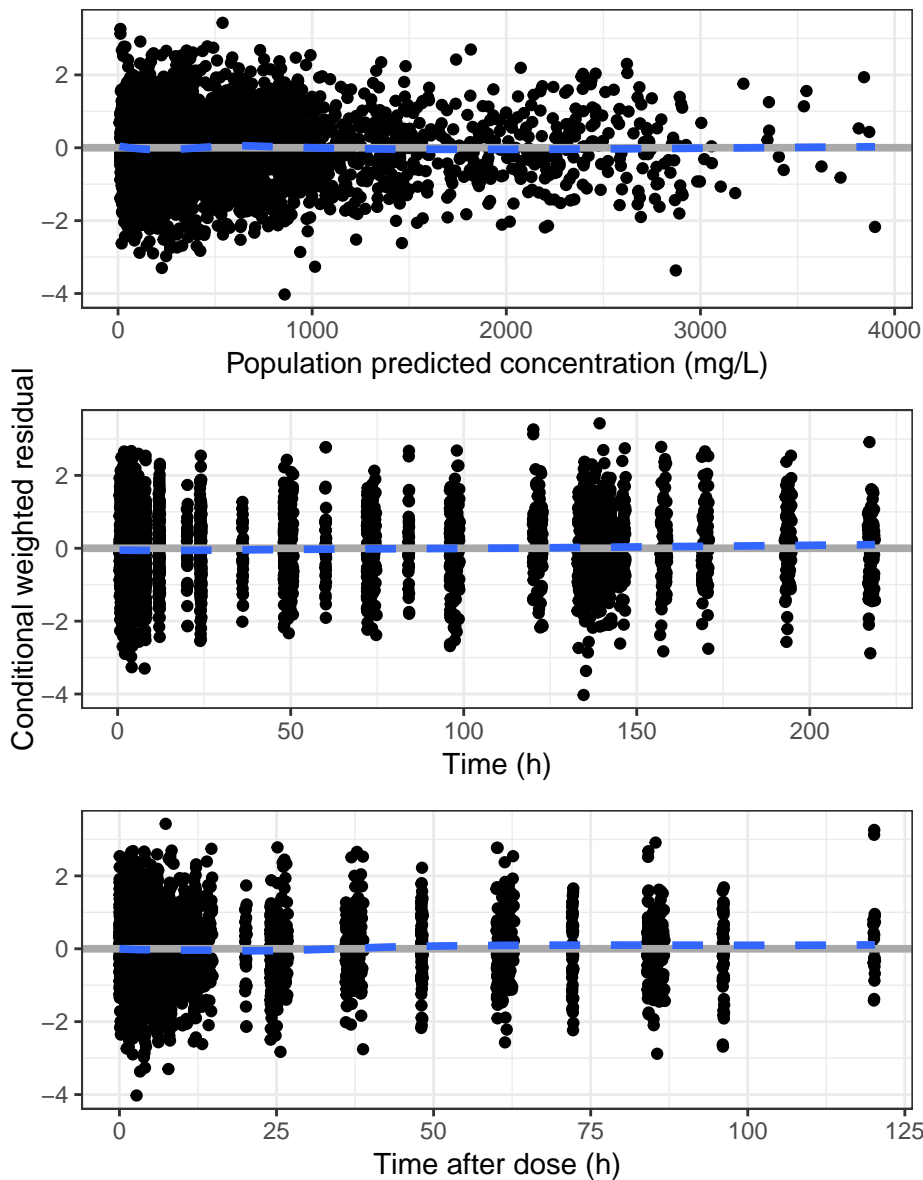 2
0
−2
−4
0 1000 2000 3000 4000
Population predicted concentration (mg/L)
Conditional weighted residual
2
0
−2
−4
0 50 100 150 200
Time (h)
2
0
−2
−4
0 25 50 75 100 125
Time after dose (h)